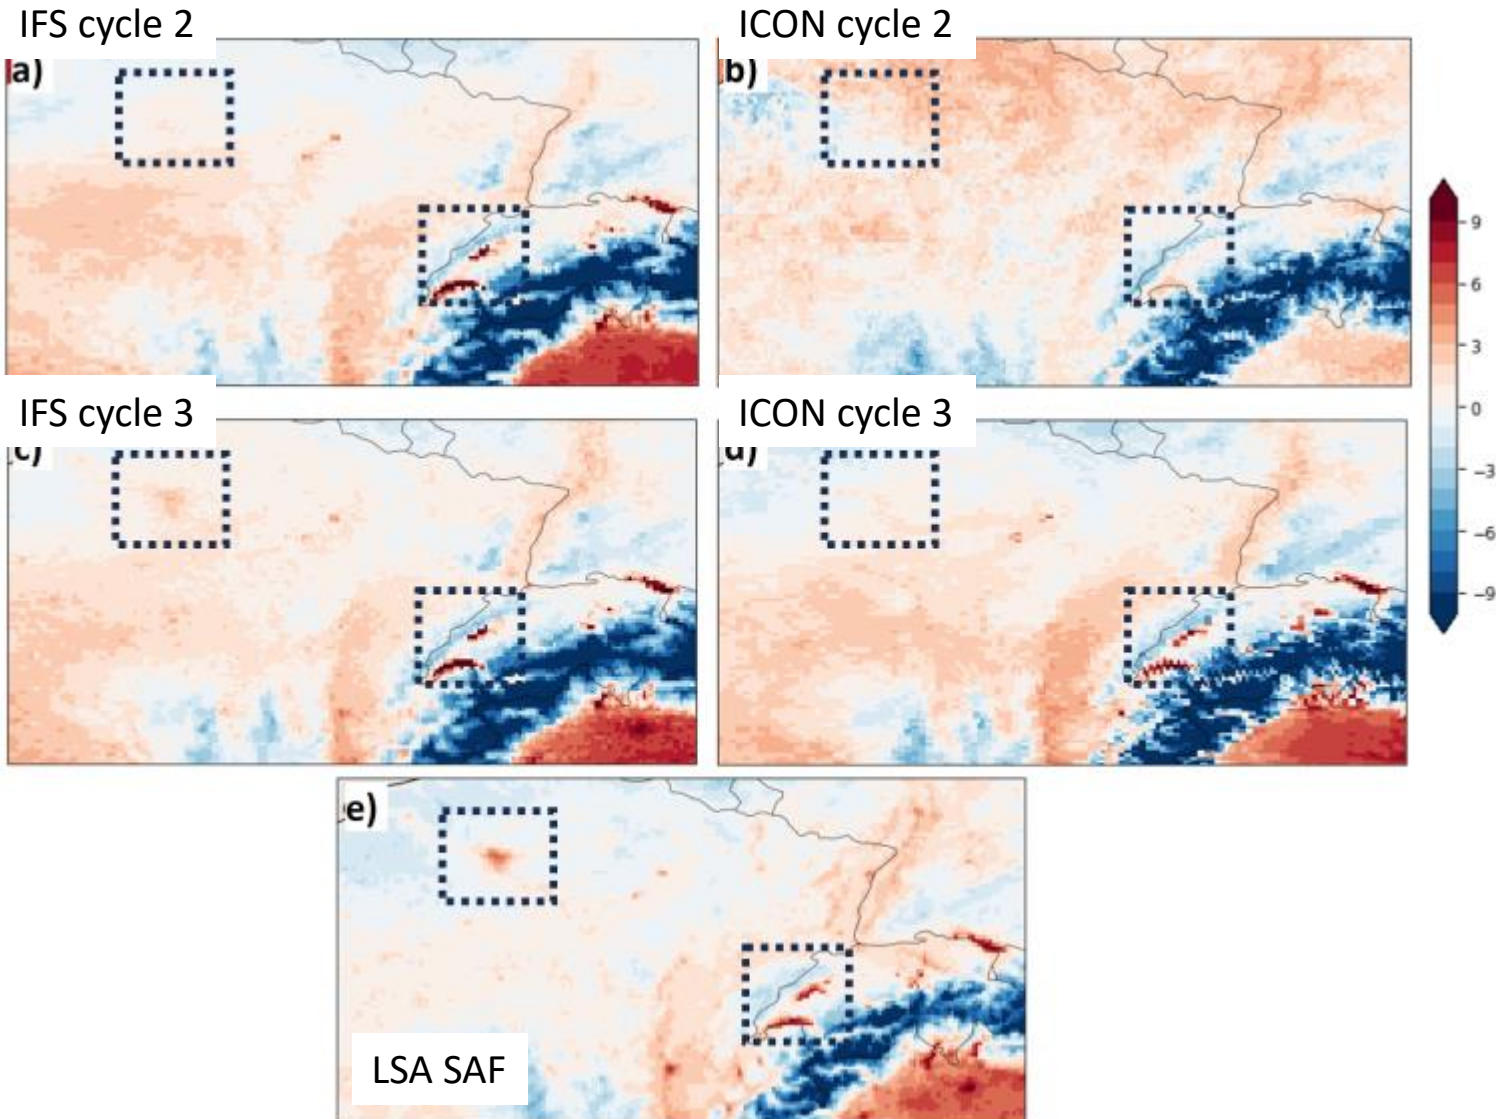 IFS cycle 2
ICON cycle 2
a)
b)
IFS cycle 3
ICON cycle 3
c)
d)
9
6
3
0
−3
−6
−9
e)
LSA SAF